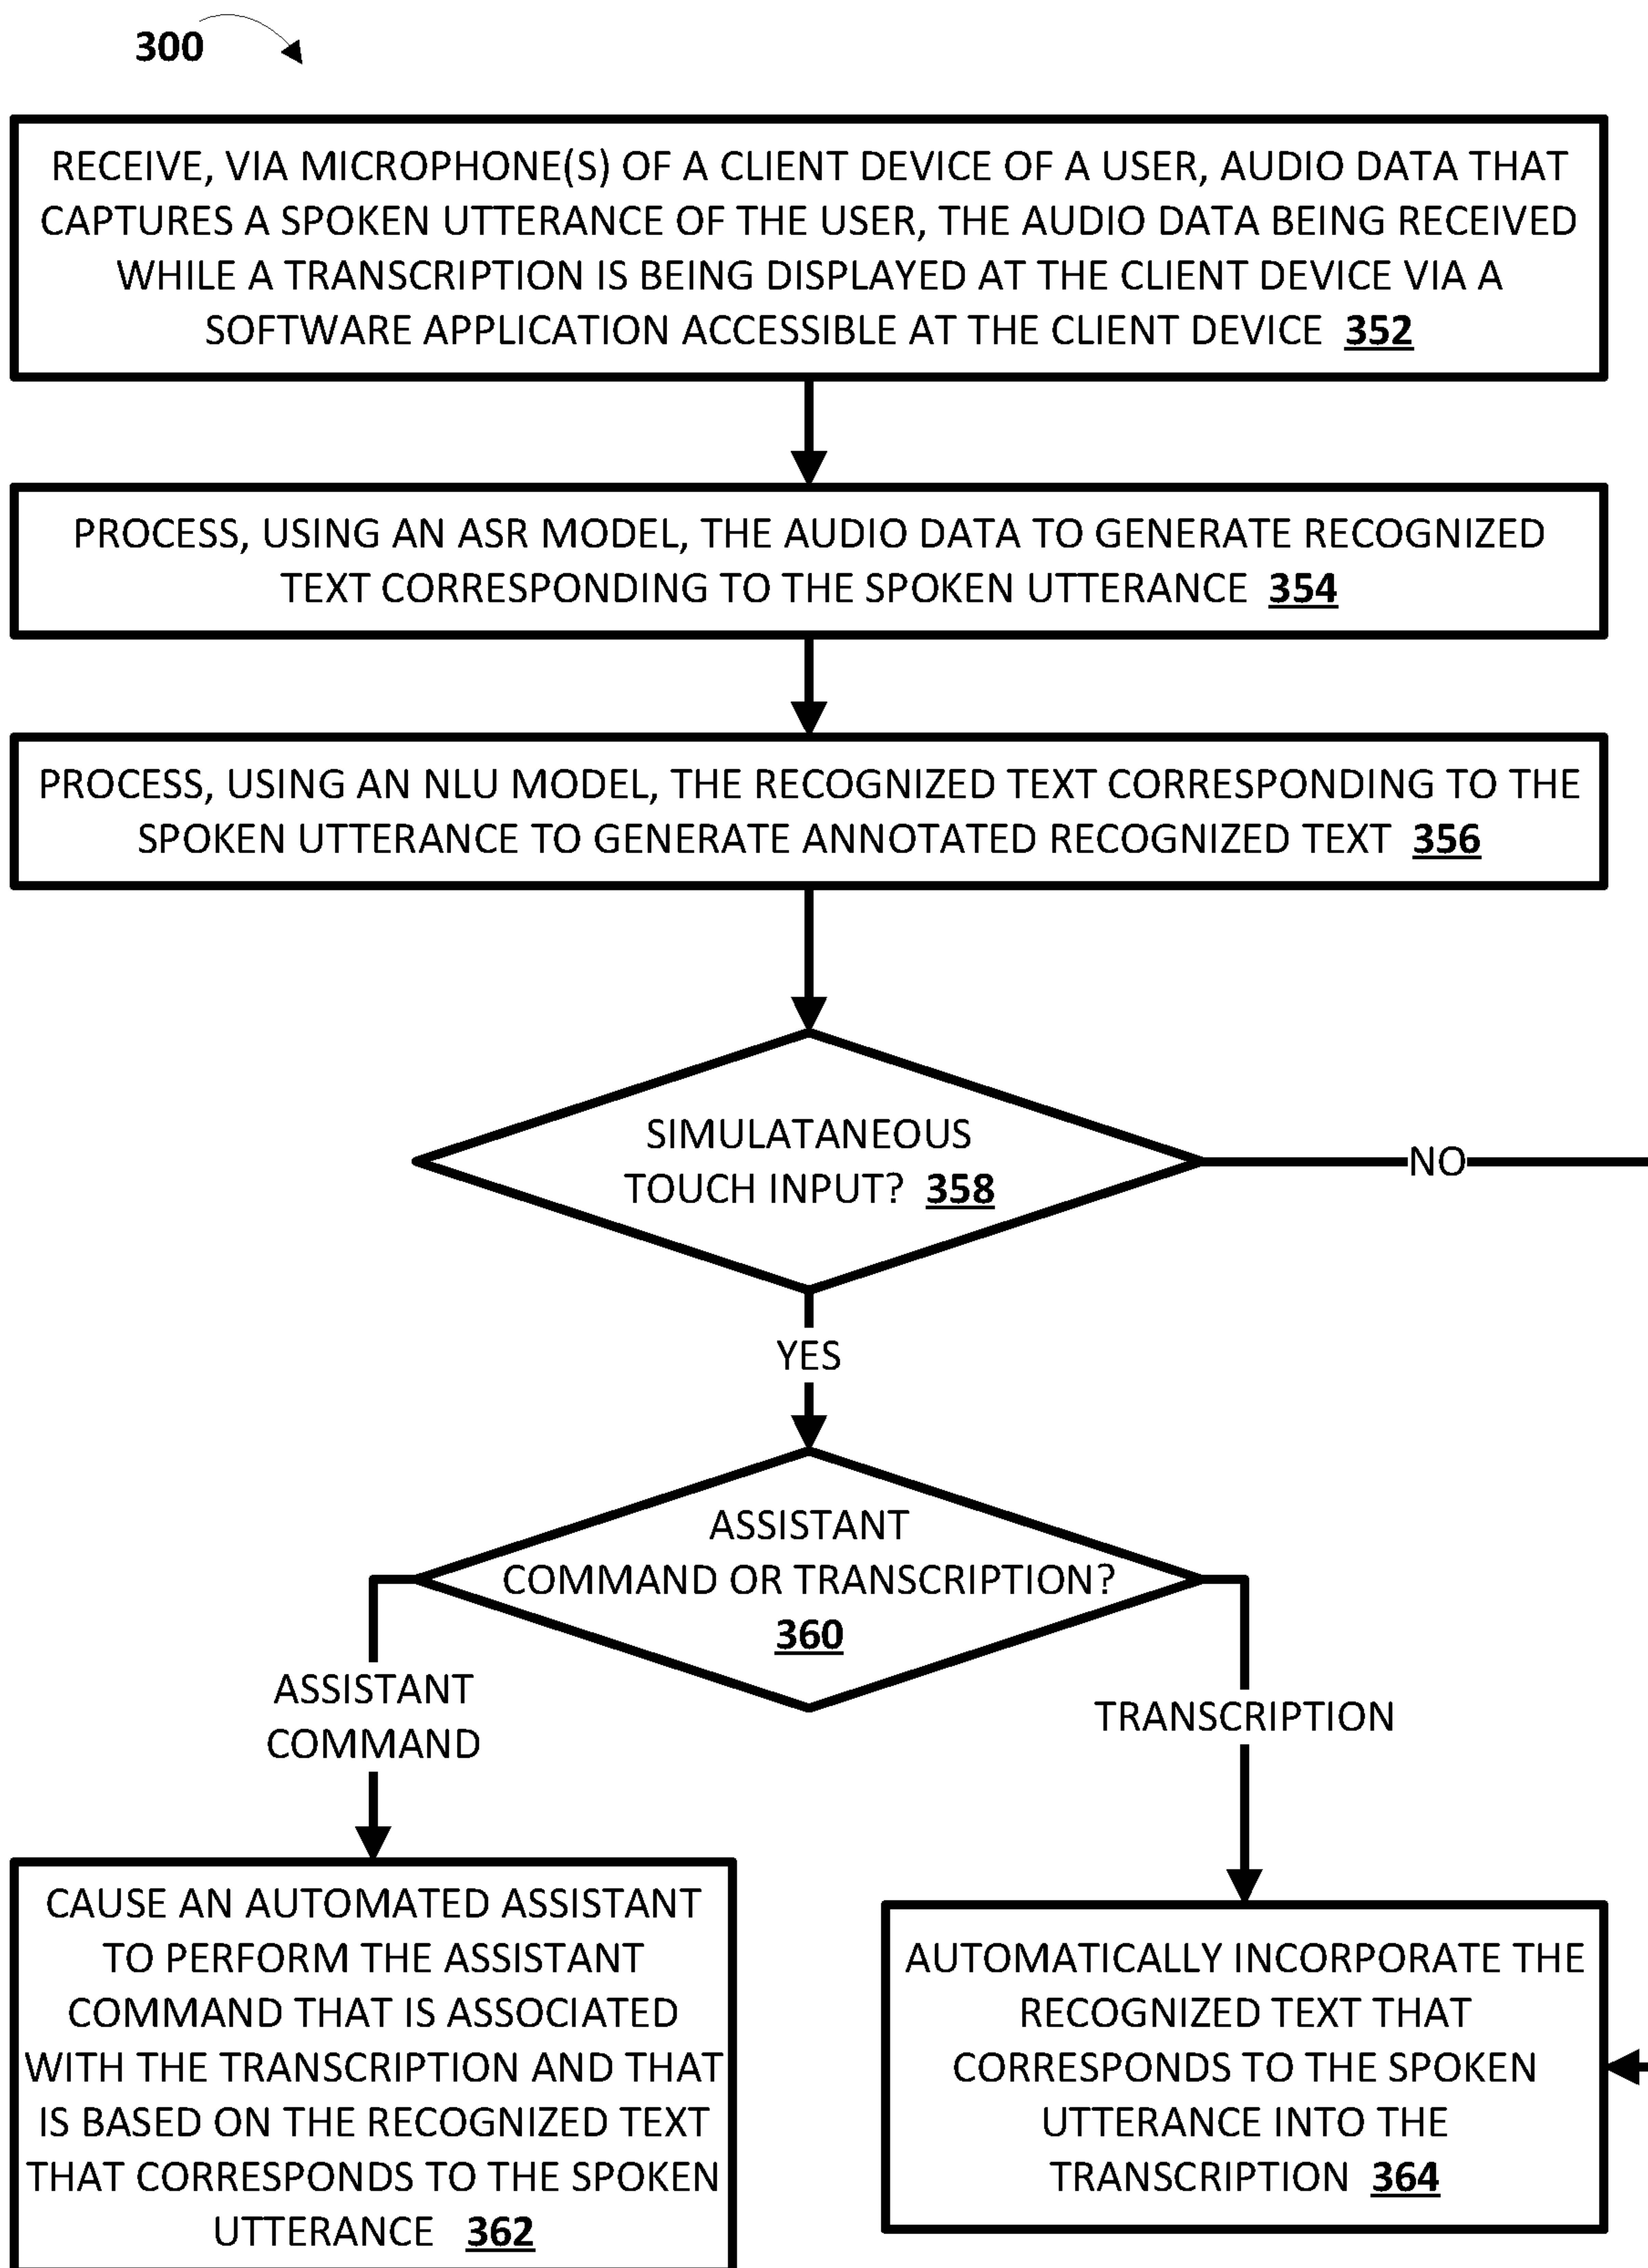 300
RECEIVE, VIA MICROPHONE(S) OF A CLIENT DEVICE OF A USER, AUDIO DATA THAT
CAPTURES A SPOKEN UTTERANCE OF THE USER, THE AUDIO DATA BEING RECEIVED
WHILE A TRANSCRIPTION IS BEING DISPLAYED AT THE CLIENT DEVICE VIA A
SOFTWARE APPLICATION ACCESSIBLE AT THE CLIENT DEVICE 352
PROCESS, USING AN ASR MODEL, THE AUDIO DATA TO GENERATE RECOGNIZED
TEXT CORRESPONDING TO THE SPOKEN UTTERANCE 354
PROCESS, USING AN NLU MODEL, THE RECOGNIZED TEXT CORRESPONDING TO THE
SPOKEN UTTERANCE TO GENERATE ANNOTATED RECOGNIZED TEXT 356
SIMULATANEOUS
TOUCH INPUT? 358
NO
YES
ASSISTANT
COMMAND OR TRANSCRIPTION?
360
ASSISTANT
COMMAND
TRANSCRIPTION
CAUSE AN AUTOMATED ASSISTANT
TO PERFORM THE ASSISTANT
COMMAND THAT IS ASSOCIATED
WITH THE TRANSCRIPTION AND THAT
IS BASED ON THE RECOGNIZED TEXT
THAT CORRESPONDS TO THE SPOKEN
UTTERANCE 362
AUTOMATICALLY INCORPORATE THE
RECOGNIZED TEXT THAT
CORRESPONDS TO THE SPOKEN
UTTERANCE INTO THE
TRANSCRIPTION 364